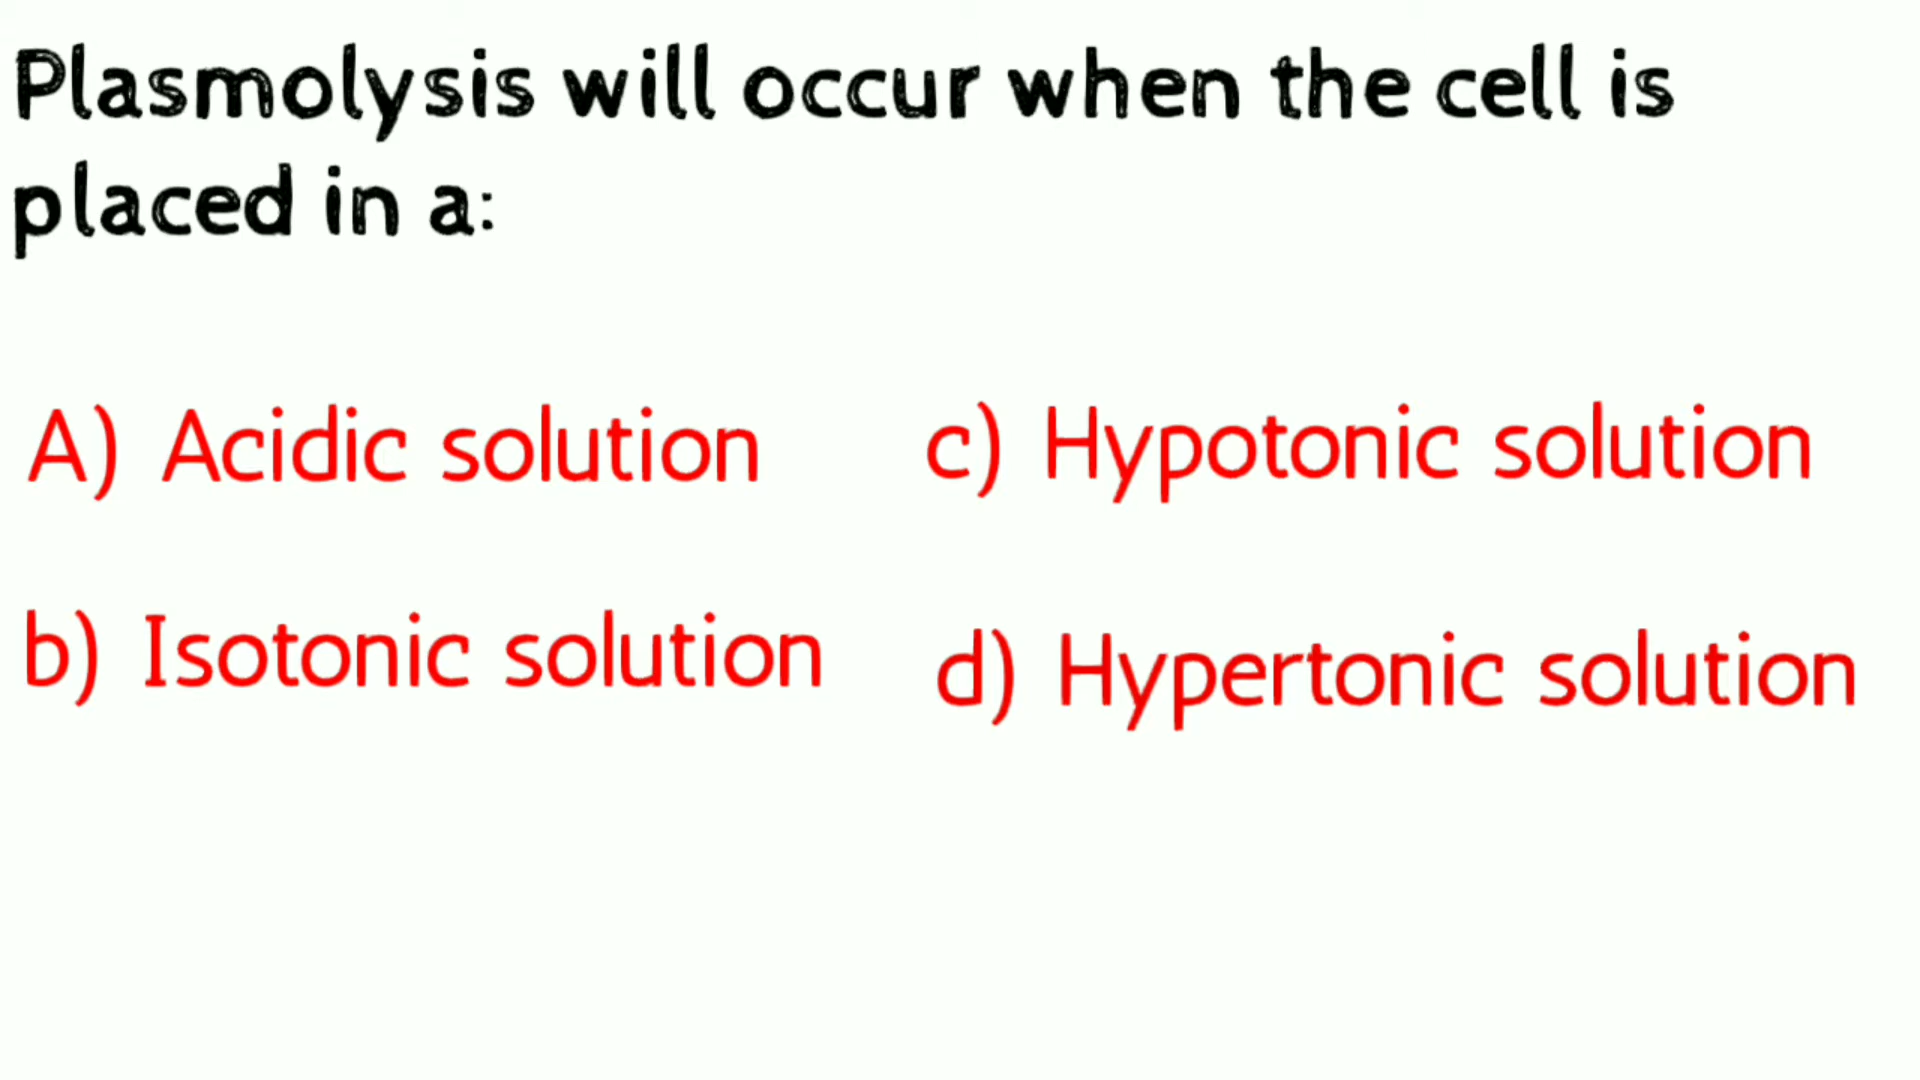 Plasmolysis will occur when the cell is
placed in a:
A) Acidic solution
c) Hypotonic solution
b) Isotonic solution
d) Hypertonic solution